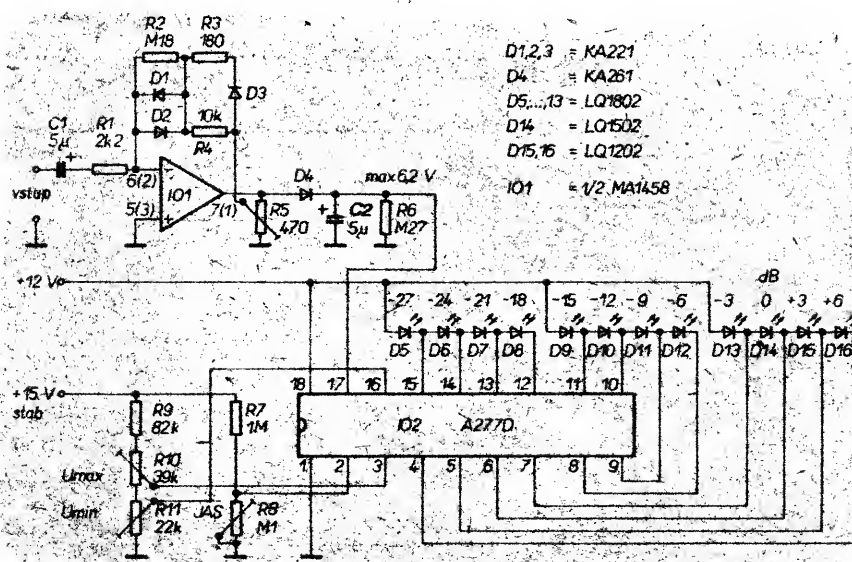 R2
M18
R3
180
D1
D2
D3
10k
R4
C1
5µ
+
R1
2k2
vstup
6(2)
5(3)
-
+
IO1
7(1)
R5
470
D4
+
C2
5µ
max 6,2 V
R6
M27
D1,2,3 = KA221
D4 = KA261
D5,...,13 = LQ1802
D14 = LQ1502
D15,16 = LQ1202
IO1 = 1/2 MA1458
+12 V
dB
-27 -24 -21 -18 -15 -12 -9 -6 -3 0 +3 +6
D5 D6 D7 D8 D9 D10 D11 D12 D13 D14 D15 D16
+15 V
stab
R9
82k
R7
1M
R10
39k
Umax
Umin
R11
22k
JAS
R8
M1
18 17 16 15 14 13 12 11 10
IO2 A277D
1 2 3 4 5 6 7 8 9